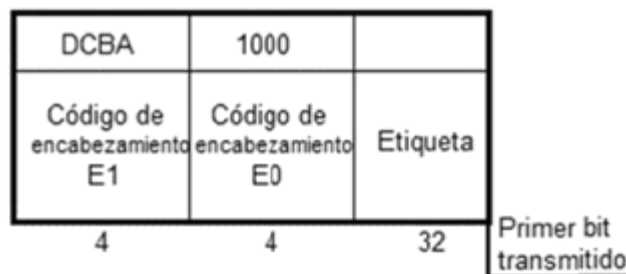 DCBA 1000
Código de encabezamiento E1
Código de encabezamiento E0
Etiqueta
4 4 32
Primer bit
transmitido